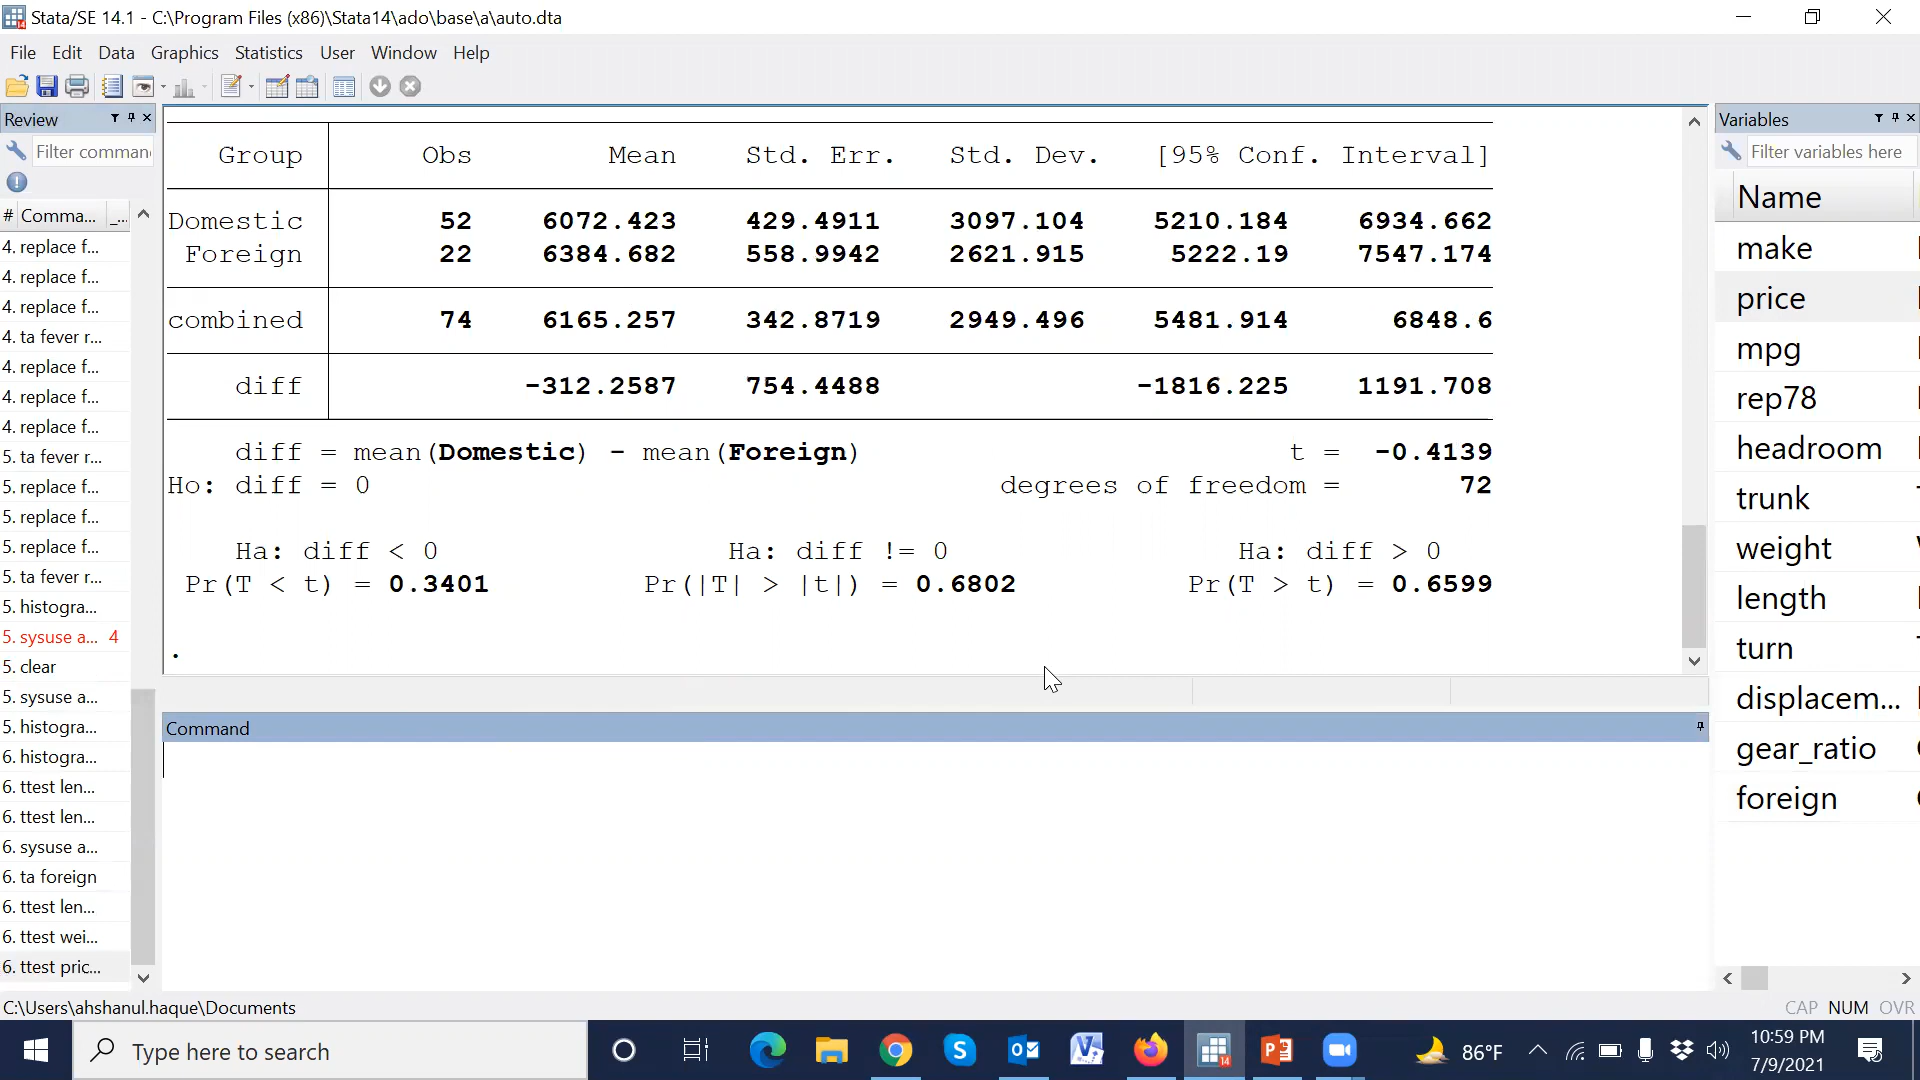 Stata/SE 14.1 - C:\Program Files (x86)\Stata14\ado\base\a\auto.dta
File Edit Data Graphics Statistics User Window Help
Review
Filter comman
# Comma... _...
4. replace f...
4. replace f...
4. replace f...
4. ta fever r...
4. replace f...
4. replace f...
4. replace f...
5. ta fever r...
5. replace f...
5. replace f...
5. replace f...
5. ta fever r...
5. histogra...
5. sysuse a... 4
5. clear
5. sysuse a...
5. histogra...
6. histogra...
6. ttest len...
6. ttest len...
6. sysuse a...
6. ta foreign
6. ttest len...
6. ttest wei...
6. ttest pric...
Group Obs Mean Std. Err. Std. Dev. [95% Conf. Interval]
Domestic 52 6072.423 429.4911 3097.104 5210.184 6934.662
Foreign 22 6384.682 558.9942 2621.915 5222.19 7547.174
combined 74 6165.257 342.8719 2949.496 5481.914 6848.6
diff -312.2587 754.4488 -1816.225 1191.708
diff = mean(Domestic) - mean(Foreign) t = -0.4139
Ho: diff = 0 degrees of freedom = 72
Ha: diff < 0 Ha: diff != 0 Ha: diff > 0
Pr(T < t) = 0.3401 Pr(|T| > |t|) = 0.6802 Pr(T > t) = 0.6599
.
Command
Variables
Filter variables here
Name
make
price
mpg
rep78
headroom
trunk
weight
length
turn
displacem...
gear_ratio
foreign
C:\Users\ahshanul.haque\Documents
CAP NUM OVR
Type here to search
86°F
10:59 PM
7/9/2021